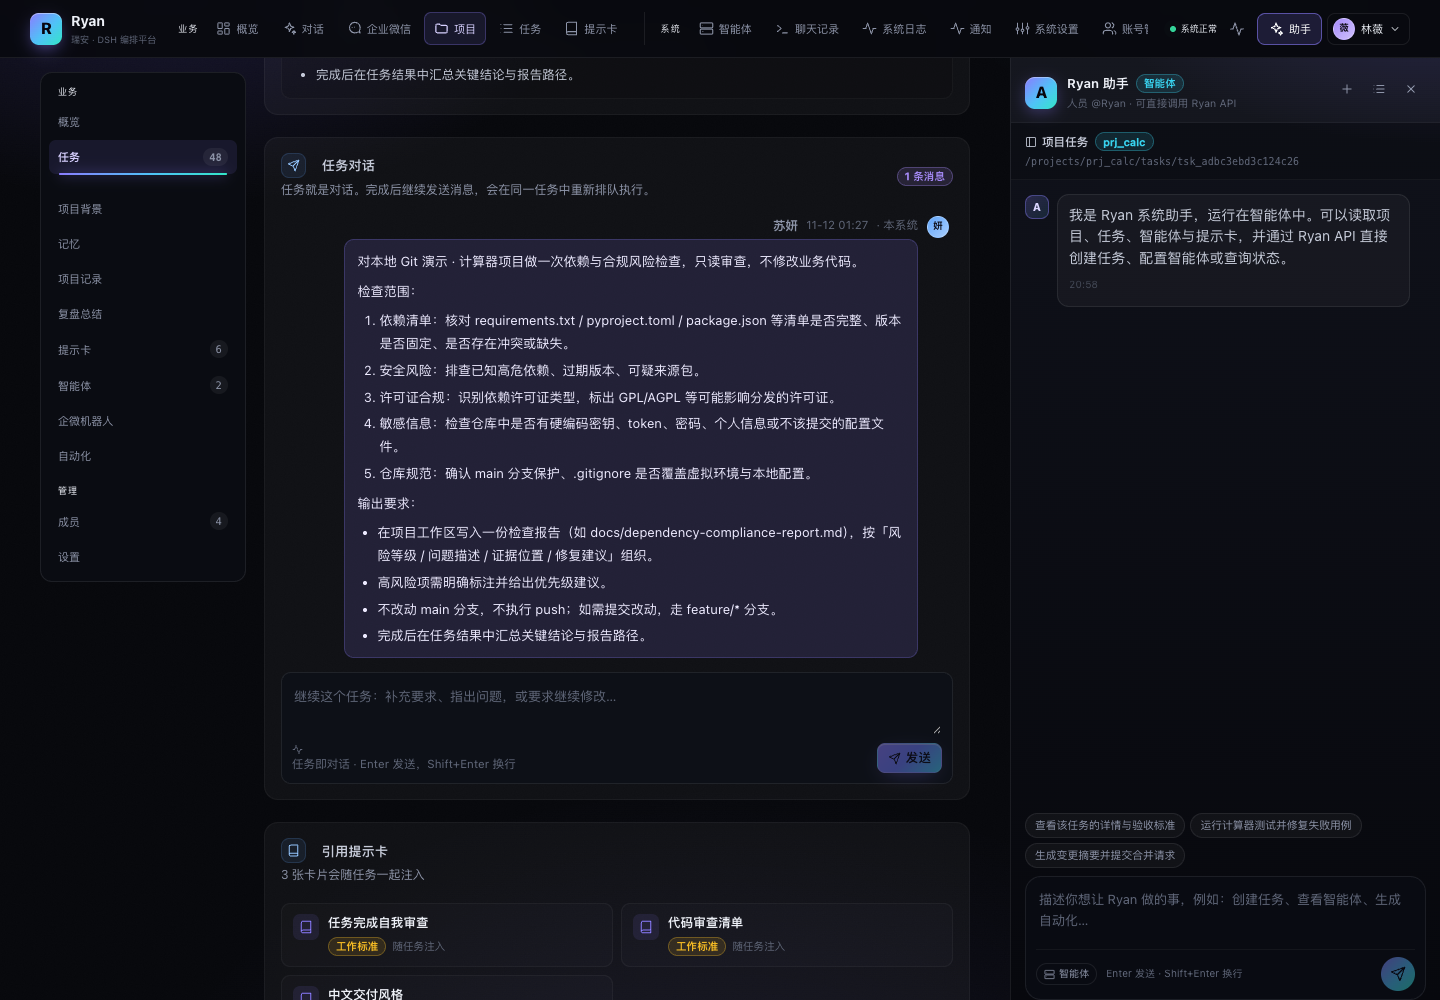 R
Ryan
瑞安 · DSH 编排平台
业务
概览
对话
企业微信
项目
任务
提示卡
系统
智能体
聊天记录
系统日志
通知
系统设置
账号
系统正常
助手
薇
林薇
业务
概览
任务 48
项目背景
记忆
项目记录
复盘总结
提示卡 6
智能体 2
企微机器人
自动化
管理
成员 4
设置
• 完成后在任务结果中汇总关键结论与报告路径。
任务对话
任务就是对话。完成后继续发送消息，会在同一任务中重新排队执行。
1 条消息
苏妍 11-12 01:27 · 本系统 妍
对本地 Git 演示 · 计算器项目做一次依赖与合规风险检查，只读审查，不修改业务代码。
检查范围：
1. 依赖清单：核对 requirements.txt / pyproject.toml / package.json 等清单是否完整、版本
是否固定、是否存在冲突或缺失。
2. 安全风险：排查已知高危依赖、过期版本、可疑来源包。
3. 许可证合规：识别依赖许可证类型，标出 GPL/AGPL 等可能影响分发的许可证。
4. 敏感信息：检查仓库中是否有硬编码密钥、token、密码、个人信息或不该提交的配置文
件。
5. 仓库规范：确认 main 分支保护、.gitignore 是否覆盖虚拟环境与本地配置。
输出要求：
• 在项目工作区写入一份检查报告（如 docs/dependency-compliance-report.md），按「风
险等级 / 问题描述 / 证据位置 / 修复建议」组织。
• 高风险项需明确标注并给出优先级建议。
• 不改动 main 分支，不执行 push；如需提交改动，走 feature/* 分支。
• 完成后在任务结果中汇总关键结论与报告路径。
继续这个任务：补充要求、指出问题，或要求继续修改...
任务即对话 · Enter 发送，Shift+Enter 换行
发送
引用提示卡
3 张卡片会随任务一起注入
任务完成自我审查
工作标准 随任务注入
代码审查清单
工作标准 随任务注入
中文交付风格
A
Ryan 助手 智能体
人员 @Ryan · 可直接调用 Ryan API
项目任务 prj_calc
/projects/prj_calc/tasks/tsk_adbc3ebd3c124c26
A
我是 Ryan 系统助手，运行在智能体中。可以读取项
目、任务、智能体与提示卡，并通过 Ryan API 直接
创建任务、配置智能体或查询状态。
20:58
查看该任务的详情与验收标准
运行计算器测试并修复失败用例
生成变更摘要并提交合并请求
描述你想让 Ryan 做的事，例如：创建任务、查看智能体、生成
自动化...
智能体
Enter 发送 · Shift+Enter 换行